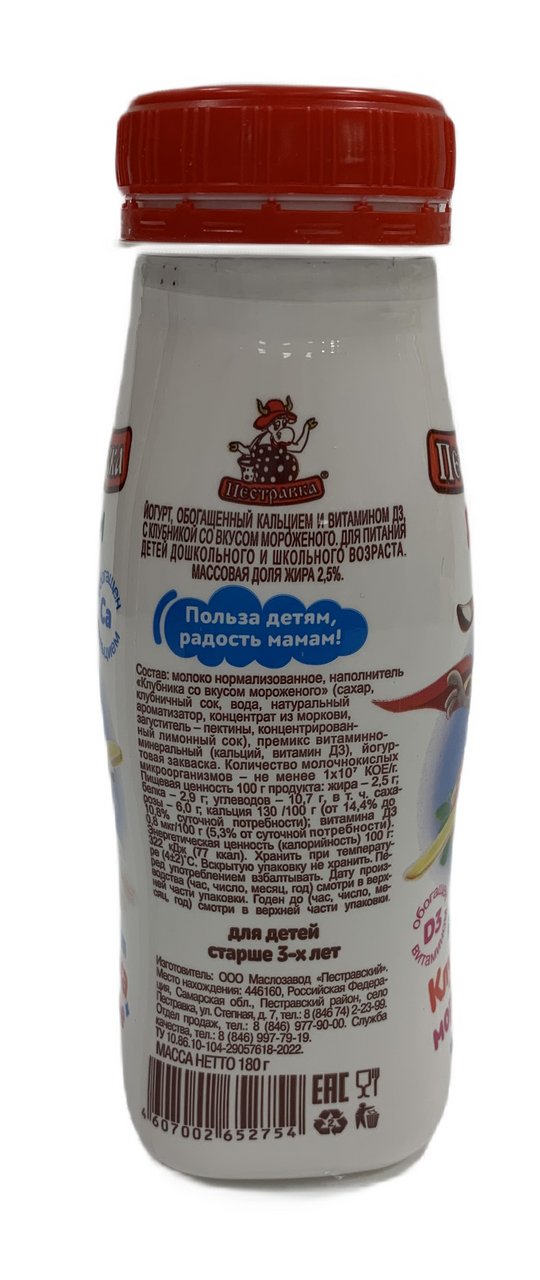 Пестравка
ЙОГУРТ, ОБОГАЩЕННЫЙ КАЛЬЦИЕМ И ВИТАМИНОМ Д3,
С КЛУБНИКОЙ СО ВКУСОМ МОРОЖЕНОГО. ДЛЯ ПИТАНИЯ
ДЕТЕЙ ДОШКОЛЬНОГО И ШКОЛЬНОГО ВОЗРАСТА.
МАССОВАЯ ДОЛЯ ЖИРА 2,5%.
Польза детям,
радость мамам!
Состав: молоко нормализованное, наполнитель
«Клубника со вкусом мороженого» (сахар,
клубничный сок, вода, натуральный
ароматизатор, концентрат из моркови,
загуститель – пектины, концентрирован-
ный лимонный сок), премикс витаминно-
минеральный (кальций, витамин Д3), йогур-
товая закваска. Количество молочнокислых
микроорганизмов – не менее 1х10⁷ КОЕ/г.
Пищевая ценность 100 г продукта: жира – 2,5 г;
белка – 2,9 г; углеводов – 10,7 г, в т. ч. саха-
розы – 6,0 г, кальция 130 /100 г (от 14,4% до
10,8% суточной потребности); витамина Д3
0,8 мкг/100 г (5,3% от суточной потребности).
Энергетическая ценность (калорийность) 100 г:
322 кДж (77 ккал). Хранить при температу-
ре (4±2)°С. Вскрытую упаковку не хранить. Пе-
ред употреблением взбалтывать. Дату произ-
водства (час, число, месяц, год) смотри в верх-
ней части упаковки. Годен до (час, число, ме-
сяц, год) смотри в верхней части упаковки.
для детей
старше 3-х лет
Изготовитель: ООО Маслозавод «Пестравский».
Место нахождения: 446160, Российская Федера-
ция, Самарская обл., Пестравский район, село
Пестравка, ул. Степная, д. 7, тел.: 8 (846 74) 2-23-99.
Отдел продаж, тел.: 8 (846) 977-90-00. Служба
качества, тел.: 8 (846) 997-79-19.
ТУ 10.86.10-104-29057618-2022.
МАССА НЕТТО 180 г
4 607002 652754
EAC
2
Ca
D3